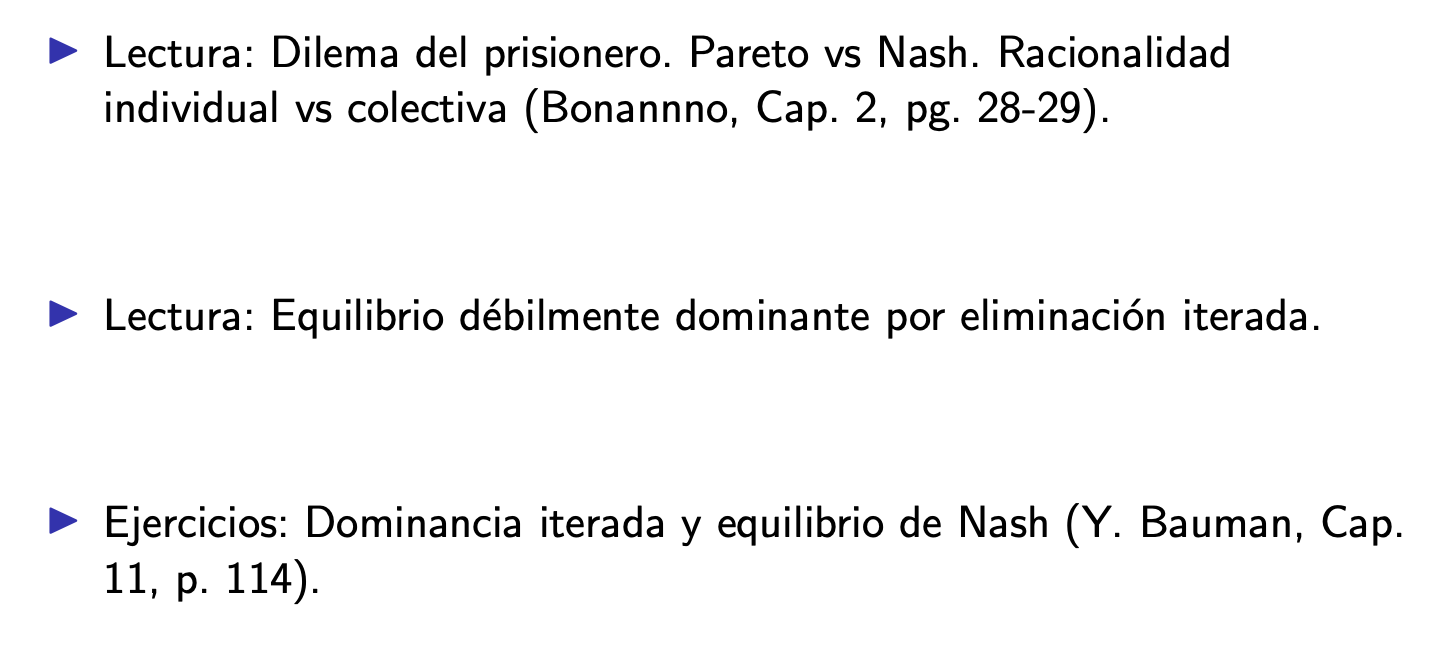 Lectura: Dilema del prisionero. Pareto vs Nash. Racionalidad
individual vs colectiva (Bonannno, Cap. 2, pg. 28-29).
Lectura: Equilibrio débilmente dominante por eliminación iterada.
Ejercicios: Dominancia iterada y equilibrio de Nash (Y. Bauman, Cap.
11, p. 114).